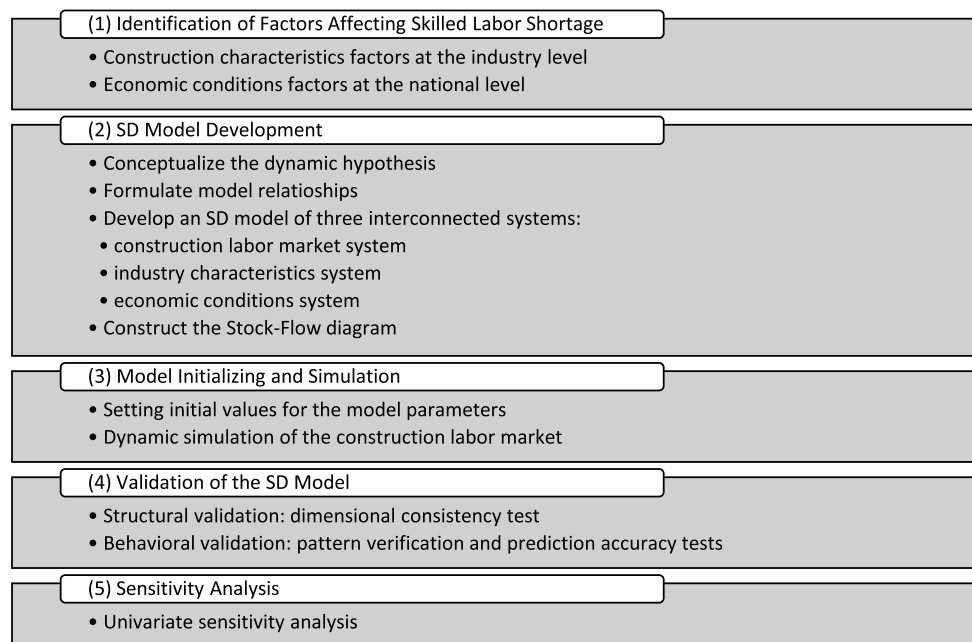 (1) Identification of Factors Affecting Skilled Labor Shortage
• Construction characteristics factors at the industry level
• Economic conditions factors at the national level
(2) SD Model Development
• Conceptualize the dynamic hypothesis
• Formulate model relatioships
• Develop an SD model of three interconnected systems:
• construction labor market system
• industry characteristics system
• economic conditions system
• Construct the Stock-Flow diagram
(3) Model Initializing and Simulation
• Setting initial values for the model parameters
• Dynamic simulation of the construction labor market
(4) Validation of the SD Model
• Structural validation: dimensional consistency test
• Behavioral validation: pattern verification and prediction accuracy tests
(5) Sensitivity Analysis
• Univariate sensitivity analysis